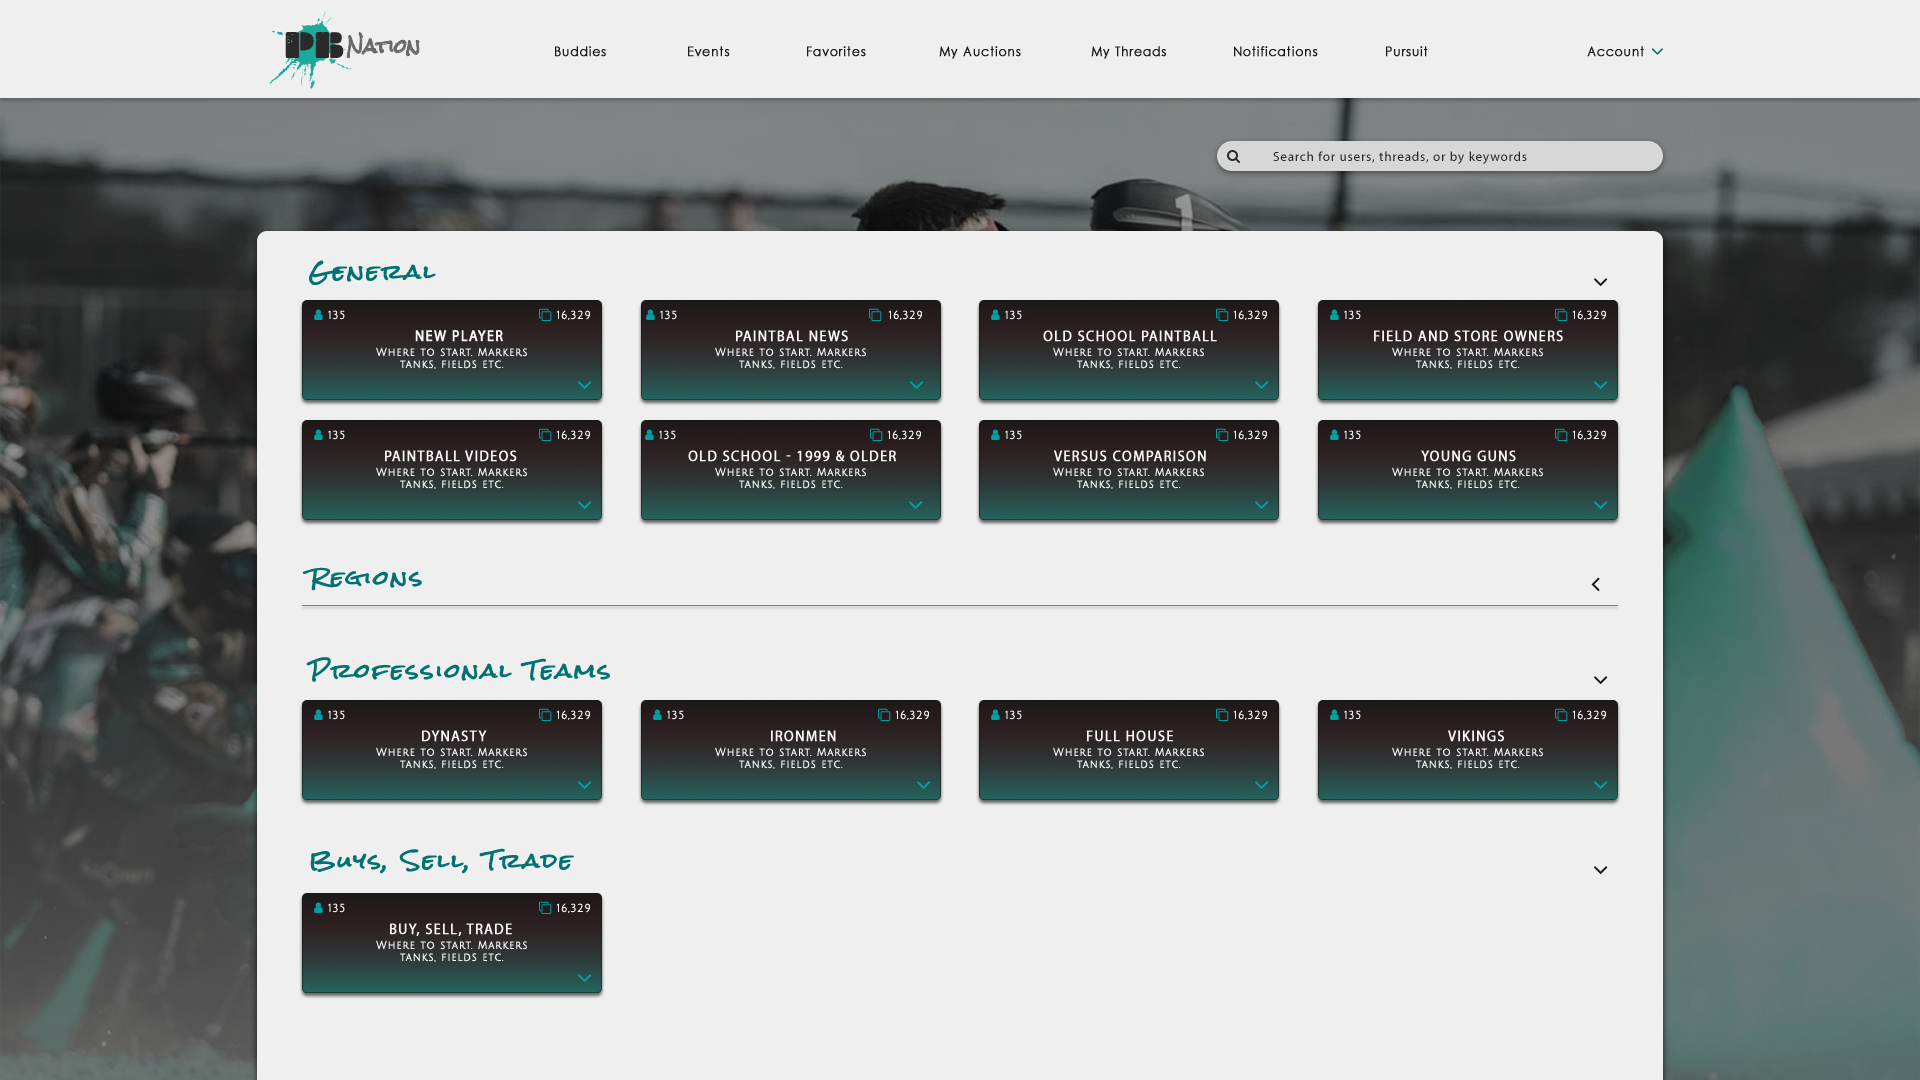 PB Nation
Buddies Events Favorites My Auctions My Threads Notifications Pursuit Account
Search for users, threads, or by keywords
General
135 16,329
NEW PLAYER
Where to start. Markers
tanks, fields etc.
135 16,329
PAINTBAL NEWS
Where to start. Markers
tanks, fields etc.
135 16,329
OLD SCHOOL PAINTBALL
Where to start. Markers
tanks, fields etc.
135 16,329
FIELD AND STORE OWNERS
Where to start. Markers
tanks, fields etc.
135 16,329
PAINTBALL VIDEOS
Where to start. Markers
tanks, fields etc.
135 16,329
OLD SCHOOL - 1999 & OLDER
Where to start. Markers
tanks, fields etc.
135 16,329
VERSUS COMPARISON
Where to start. Markers
tanks, fields etc.
135 16,329
YOUNG GUNS
Where to start. Markers
tanks, fields etc.
Regions
Professional Teams
135 16,329
DYNASTY
Where to start. Markers
tanks, fields etc.
135 16,329
IRONMEN
Where to start. Markers
tanks, fields etc.
135 16,329
FULL HOUSE
Where to start. Markers
tanks, fields etc.
135 16,329
VIKINGS
Where to start. Markers
tanks, fields etc.
Buys, Sell, Trade
135 16,329
BUY, SELL, TRADE
Where to start. Markers
tanks, fields etc.